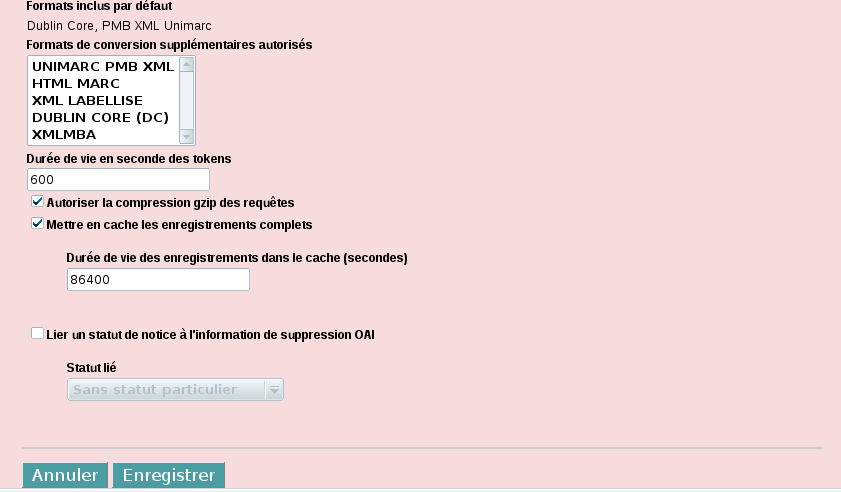 Formats inclus par défaut
Dublin Core, PMB XML Unimarc
Formats de conversion supplémentaires autorisés
UNIMARC PMB XML
HTML MARC
XML LABELLISE
DUBLIN CORE (DC)
XMLMBA
Durée de vie en seconde des tokens
600
Autoriser la compression gzip des requêtes
Mettre en cache les enregistrements complets
Durée de vie des enregistrements dans le cache (secondes)
86400
Lier un statut de notice à l'information de suppression OAI
Statut lié
Sans statut particulier
Annuler Enregistrer